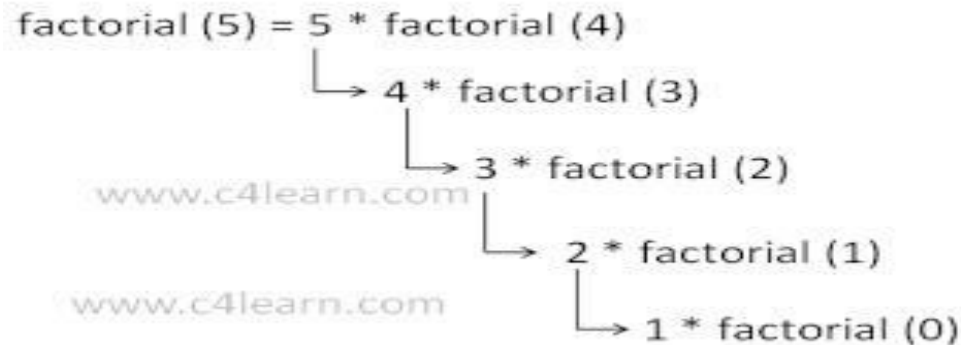 factorial (5) = 5 * factorial (4)
4 * factorial (3)
3 * factorial (2)
www.c4learn.com
2 * factorial (1)
www.c4learn.com
1 * factorial (0)